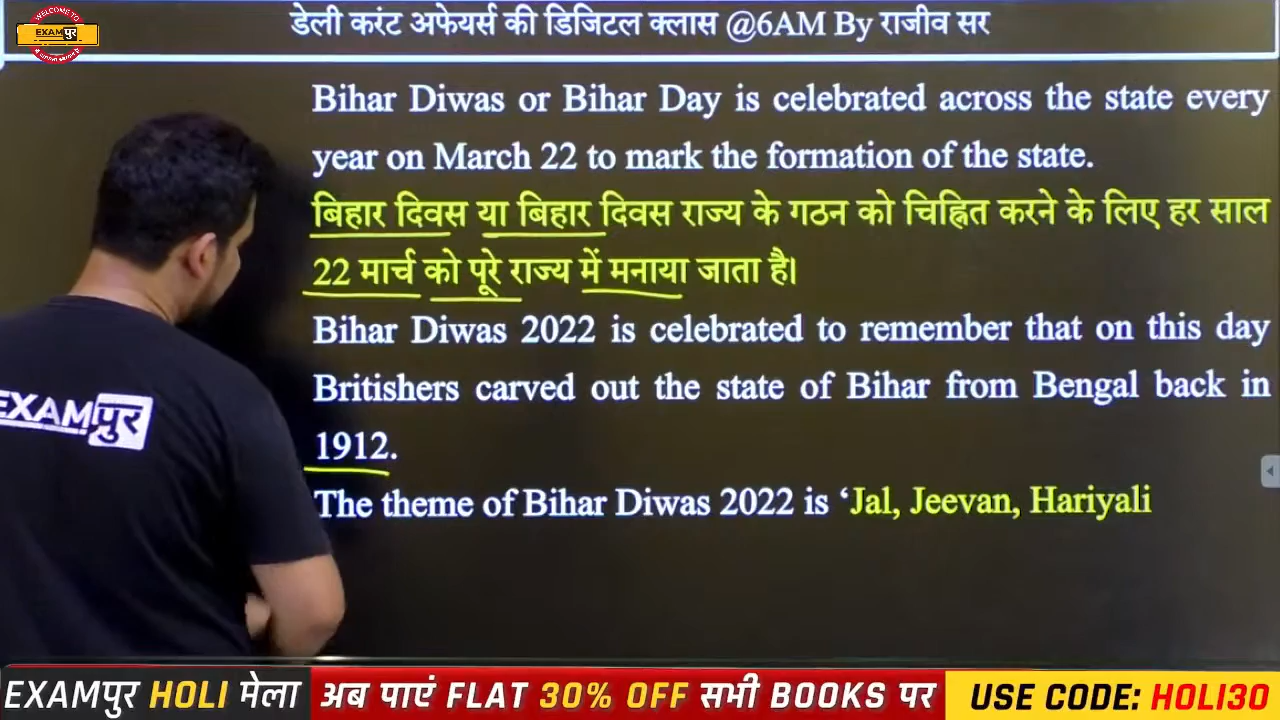 WELCOME TO
EXAMपुर
डेली करंट अफेयर्स की डिजिटल क्लास @6AM By राजीव सर
Bihar Diwas or Bihar Day is celebrated across the state every
year on March 22 to mark the formation of the state.
बिहार दिवस या बिहार दिवस राज्य के गठन को चिह्नित करने के लिए हर साल
22 मार्च को पूरे राज्य में मनाया जाता है।
Bihar Diwas 2022 is celebrated to remember that on this day
Britishers carved out the state of Bihar from Bengal back in
1912.
The theme of Bihar Diwas 2022 is ‘Jal, Jeevan, Hariyali
EXAMपुर
EXAMपुर HOLI मेला अब पाएं FLAT 30% OFF सभी BOOKS पर USE CODE: HOLI30